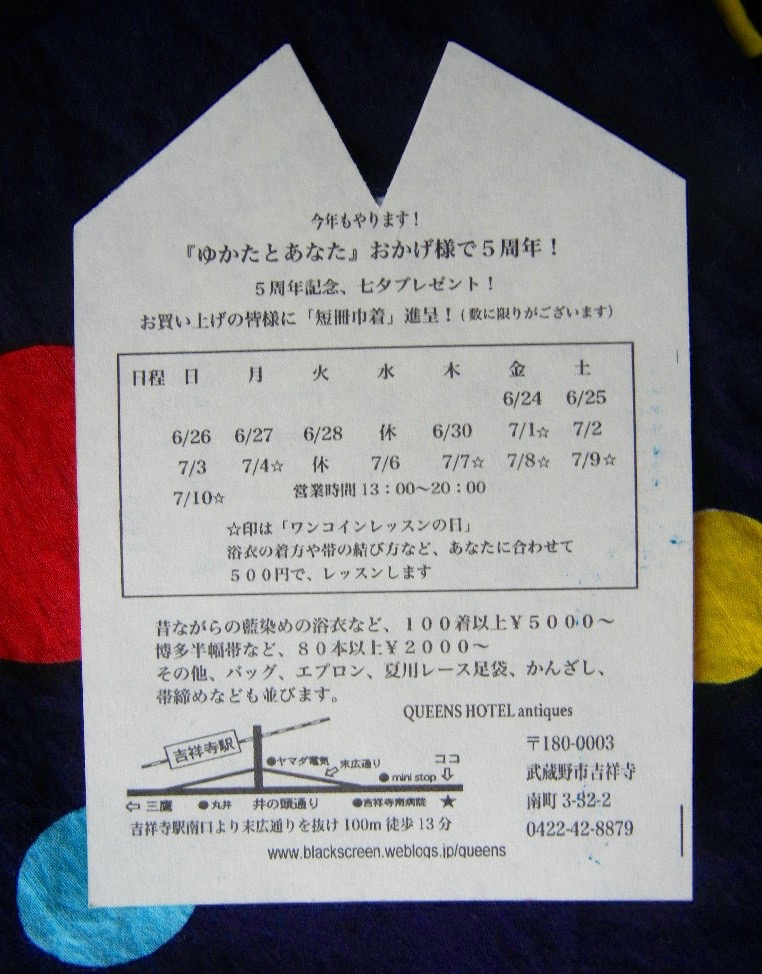 今年もやります！
『ゆかたとあなた』おかげ様で５周年！
５周年記念、七夕プレゼント！
お買い上げの皆様に「短冊巾着」進呈！(数に限りがございます)
日程 日 月 火 水 木 金 土
6/24 6/25
6/26 6/27 6/28 休 6/30 7/1☆ 7/2
7/3 7/4☆ 休 7/6 7/7☆ 7/8☆ 7/9☆
7/10☆ 営業時間 13：00～20：00
☆印は「ワンコインレッスンの日」
浴衣の着方や帯の結び方など、あなたに合わせて
５００円で、レッスンします
昔ながらの藍染めの浴衣など、１００着以上￥５０００～
博多半幅帯など、８０本以上￥２０００～
その他、バッグ、エプロン、夏川レース足袋、かんざし、
帯締めなども並びます。
QUEENS HOTEL antiques
〒180-0003
武蔵野市吉祥寺
南町 3-32-2
0422-42-8879
吉祥寺駅
●ヤマダ電気
末広通り
●mini stop
ココ
⇦ 三鷹 ●丸井 井の頭通り ●吉祥寺南病院 ★
吉祥寺駅南口より末広通りを抜け 100m 徒歩 13 分
www.blackscreen.weblogs.jp/queens